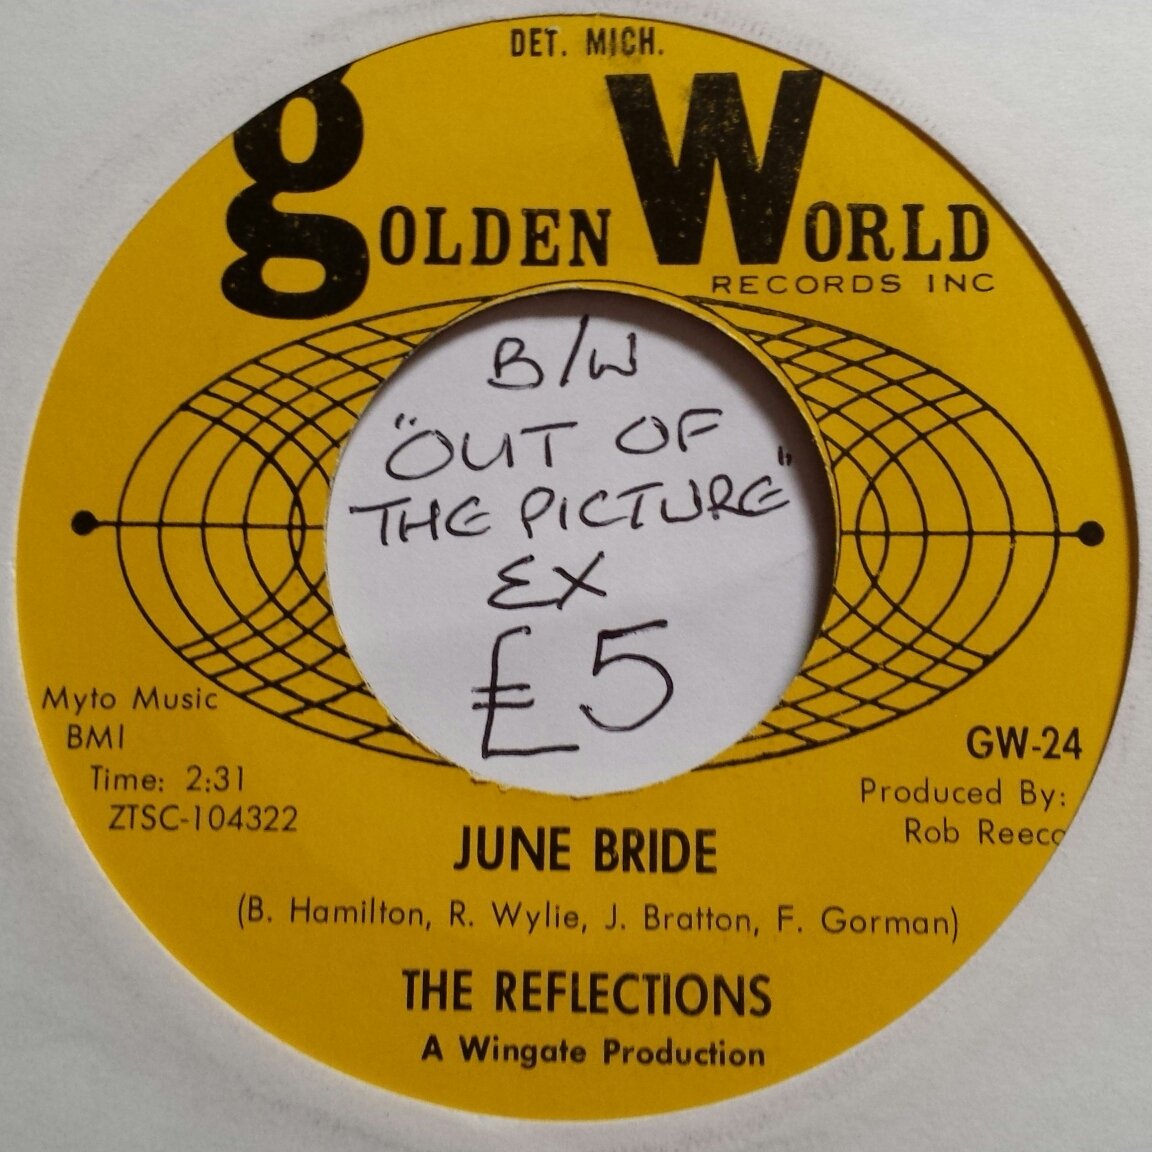 DET. MICH.
gOLDEN WORLD
RECORDS INC
B/W
"OUT OF
THE PICTURE"
EX
£5
Myto Music
BMI
Time: 2:31
ZTSC-104322
GW-24
Produced By:
Rob Reeco
JUNE BRIDE
(B. Hamilton, R. Wylie, J. Bratton, F. Gorman)
THE REFLECTIONS
A Wingate Production